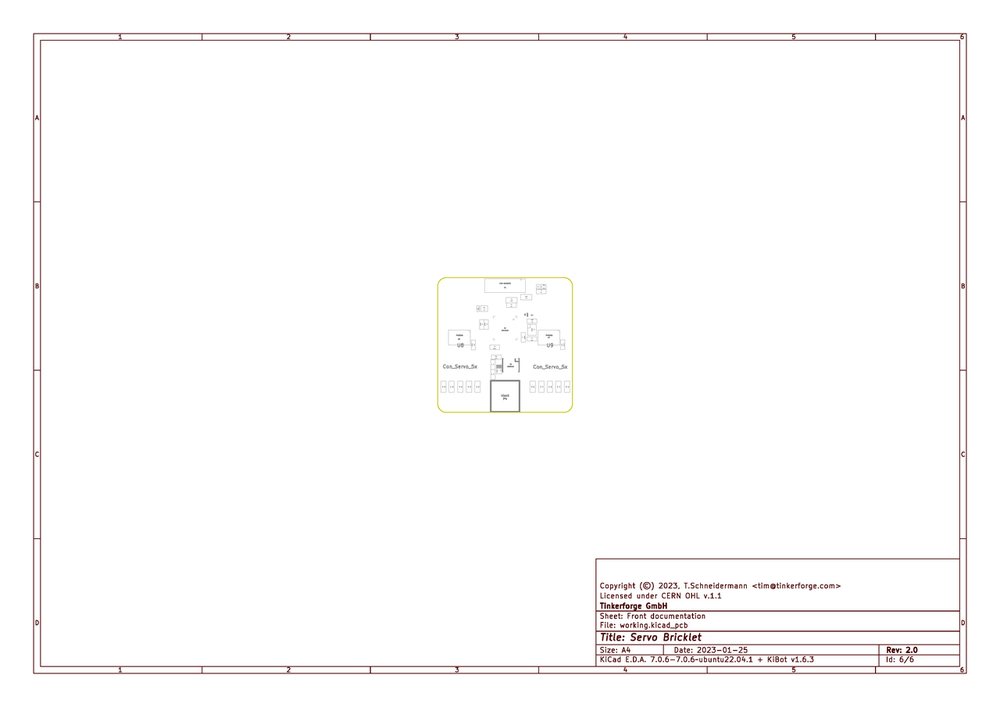 1 2 3 4 5 6
A A
B B
U8 U9
Con_Servo_5x Con_Servo_5x
C C
Copyright (©) 2023, T.Schneidermann <tim@tinkerforge.com>
Licensed under CERN OHL v.1.1
Tinkerforge GmbH
Sheet: Front documentation
File: working.kicad_pcb
D D
Title: Servo Bricklet
Size: A4 Date: 2023-01-25 Rev: 2.0
KiCad E.D.A. 7.0.6-7.0.6~ubuntu22.04.1 + KiBot v1.6.3 Id: 6/6
1 2 3 4 5 6